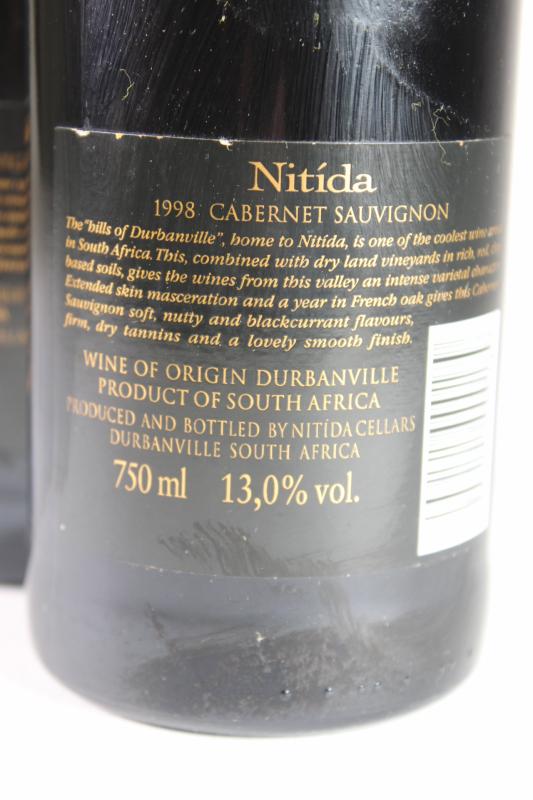 Nitída
1998 CABERNET SAUVIGNON
The "hills of Durbanville", home to Nitída, is one of the coolest wine
in South Africa. This, combined with dry land vineyards in rich, red,
based soils, gives the wines from this valley an intense varietal
Extended skin masceration and a year in French oak gives this
Sauvignon soft, nutty and blackcurrant flavours,
firm, dry tannins and a lovely smooth finish.
WINE OF ORIGIN DURBANVILLE
PRODUCT OF SOUTH AFRICA
PRODUCED AND BOTTLED BY NITÍDA CELLARS
DURBANVILLE SOUTH AFRICA
750 ml 13,0% vol.